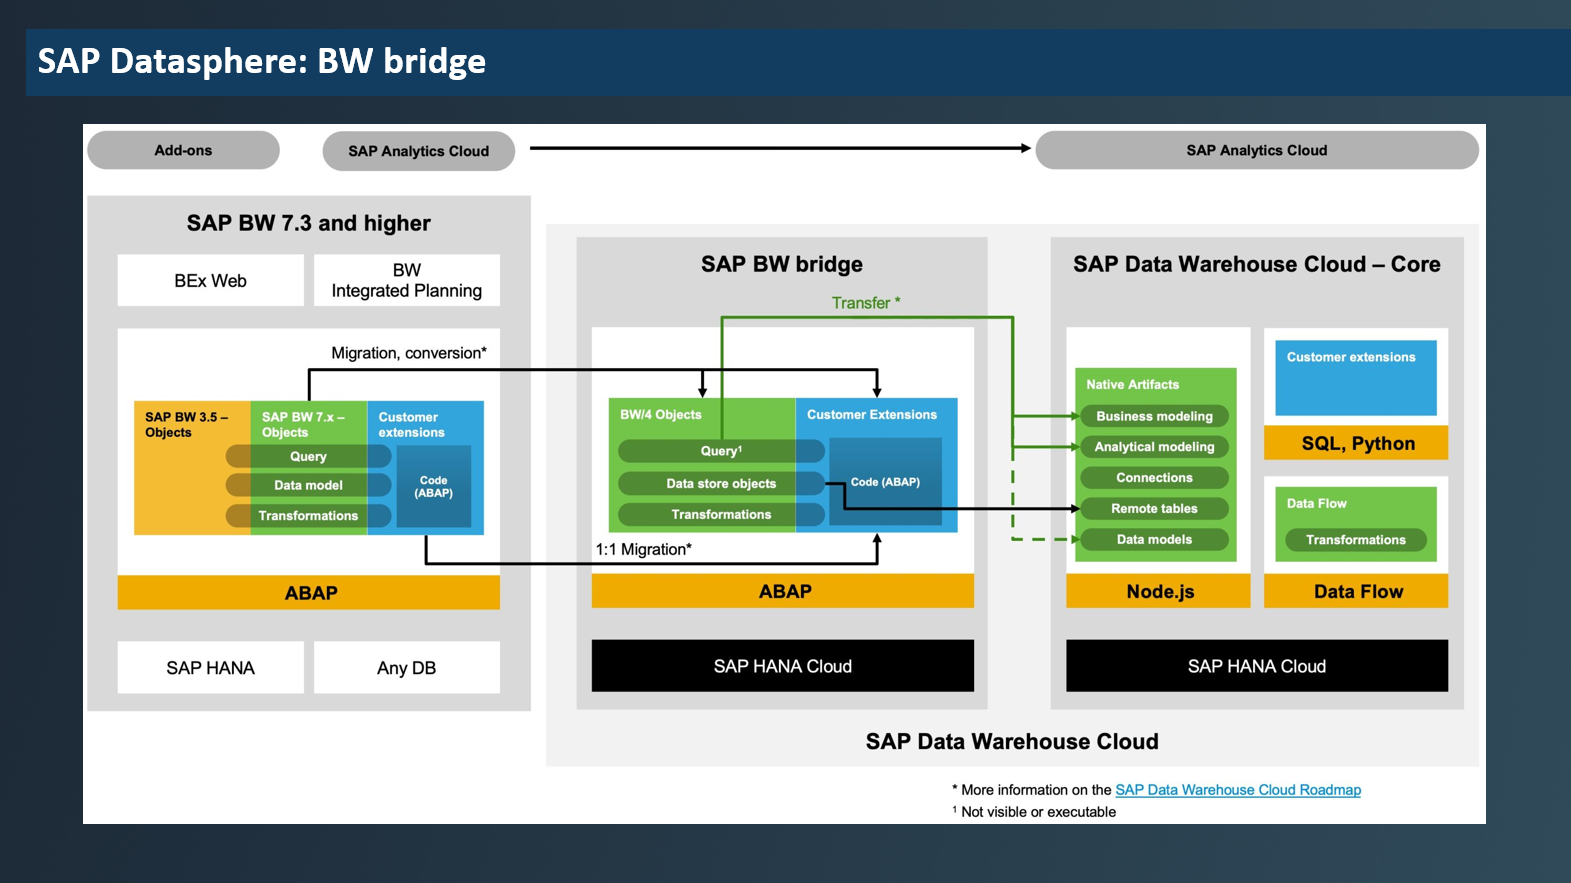 SAP Datasphere: BW bridge
Add-ons
SAP Analytics Cloud
SAP Analytics Cloud
SAP BW 7.3 and higher
BEx Web
BW
Integrated Planning
Migration, conversion*
SAP BW 3.5 –
Objects
SAP BW 7.x –
Objects
Customer
extensions
Query
Data model
Transformations
Code
(ABAP)
ABAP
SAP HANA
Any DB
1:1 Migration*
SAP BW bridge
Transfer *
BW/4 Objects
Customer Extensions
Query¹
Data store objects
Transformations
Code (ABAP)
ABAP
SAP HANA Cloud
SAP Data Warehouse Cloud – Core
Native Artifacts
Business modeling
Analytical modeling
Connections
Remote tables
Data models
Node.js
Customer extensions
SQL, Python
Data Flow
Transformations
Data Flow
SAP HANA Cloud
SAP Data Warehouse Cloud
* More information on the SAP Data Warehouse Cloud Roadmap
¹ Not visible or executable